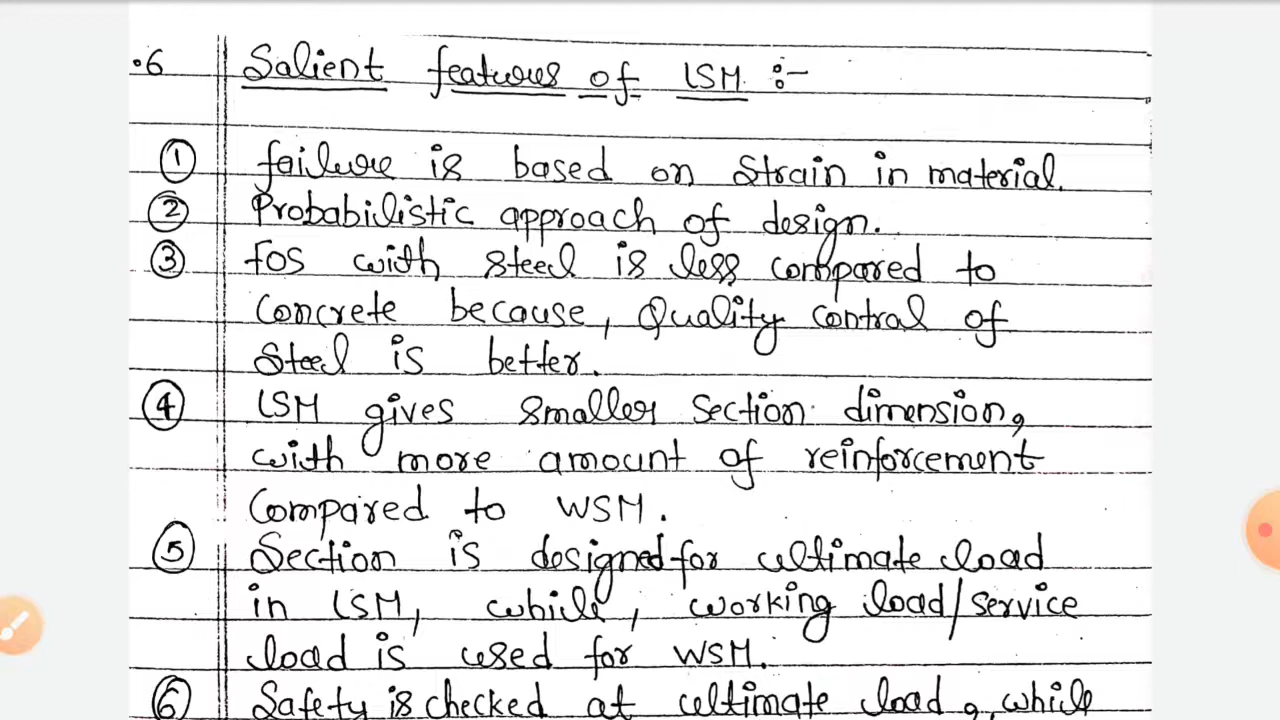 .6 Salient features of LSM :-
① failure is based on Strain in material.
② Probabilistic approach of design.
③ FOS with steel is less compared to
Concrete because, Quality control of
Steel is better.
④ LSM gives smaller section dimension,
with more amount of reinforcement
Compared to WSM.
⑤ Section is designed for ultimate load
in LSM, while, working load/service
load is used for WSM.
⑥ Safety is checked at ultimate load, while